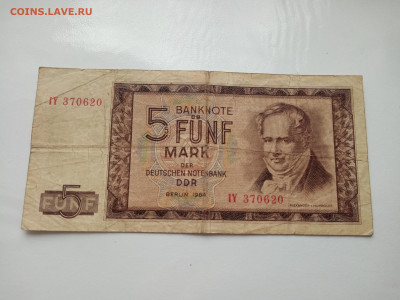 COINS.LAVE.RU
IY 370620
BANKNOTE
5 FÜNF
MARK
DER
DEUTSCHEN NOTENBANK
DDR
BERLIN 1964
IY 370620
5
FÜNF